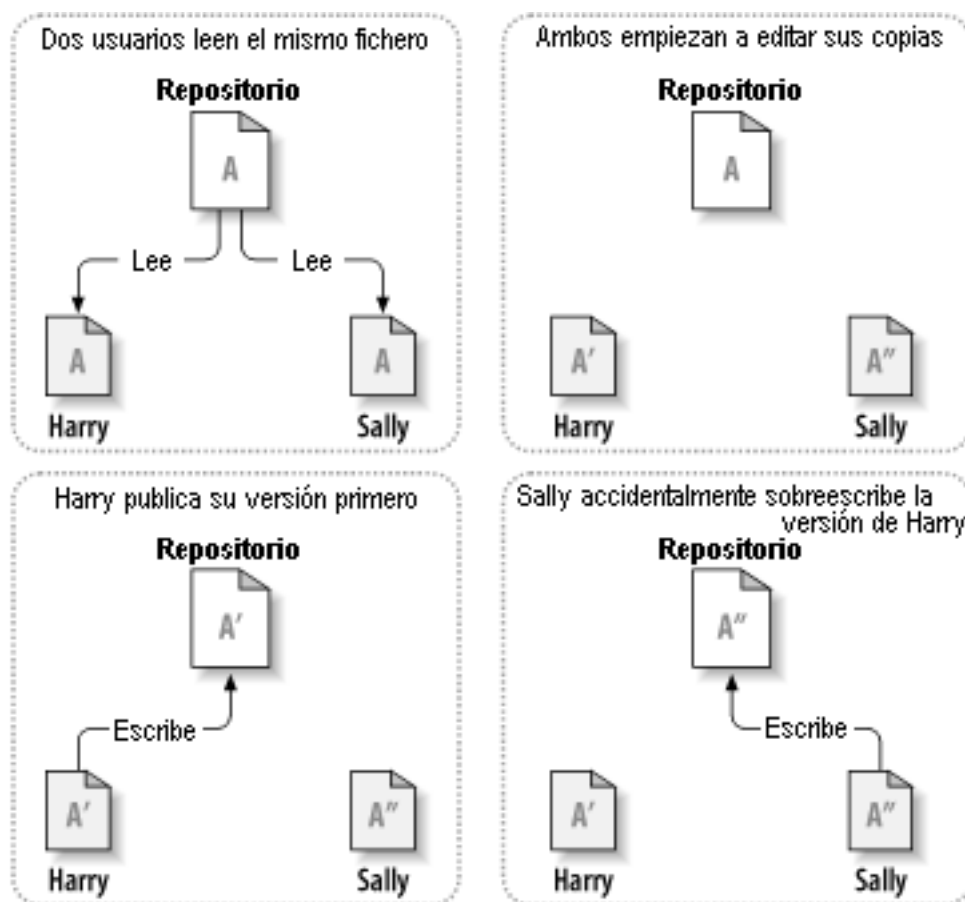 Dos usuarios leen el mismo fichero
Repositorio
A
Lee
Lee
A
A
Harry
Sally
Ambos empiezan a editar sus copias
Repositorio
A
A'
A"
Harry
Sally
Harry publica su versión primero
Repositorio
A'
Escribe
A'
A"
Harry
Sally
Sally accidentalmente sobreescribe la
versión de Harry
Repositorio
A"
Escribe
A'
A"
Harry
Sally